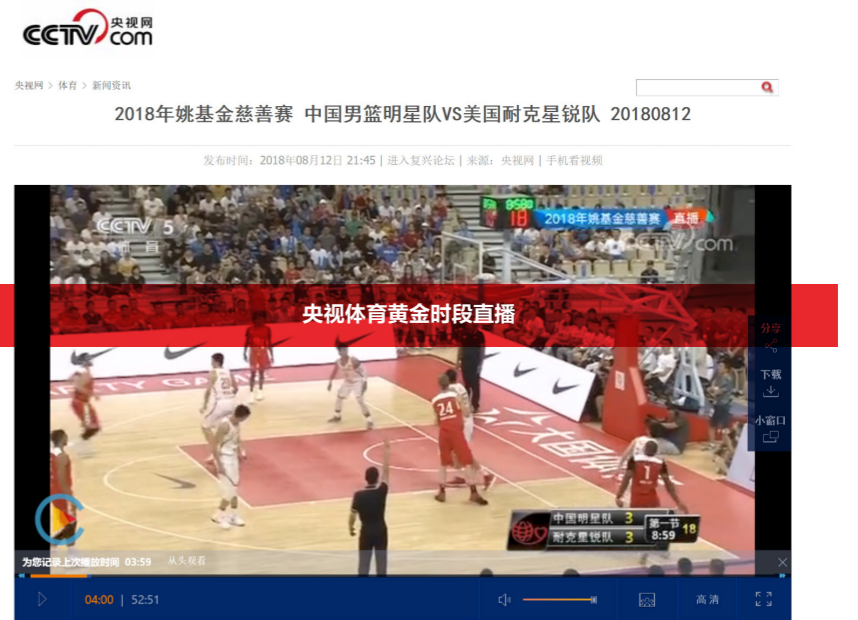 CCTV 央视网
com
央视网 > 体育 > 新闻资讯
2018年姚基金慈善赛 中国男篮明星队VS美国耐克星锐队 20180812
发布时间：2018年08月12日 21:45 | 进入复兴论坛 | 来源：央视网 | 手机看视频
CCTV 5
体育
18
2018年姚基金慈善赛 直播
CCTV.com
央视体育黄金时段直播
分享
下载
小窗口
24
1
中国明星队 3
耐克星锐队 3
第一节
8:59
18
为您记录上次播放时间 03:59 从头观看
04:00 | 52:51
高清